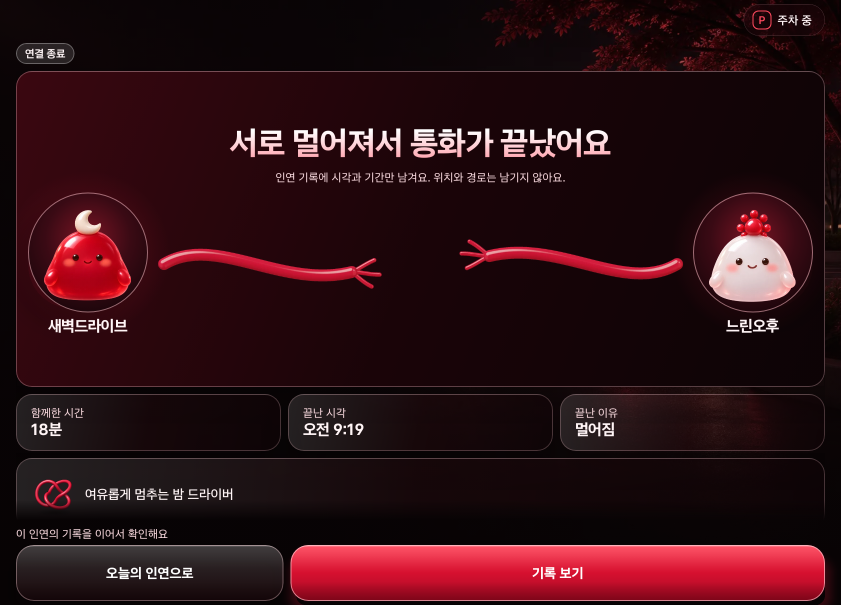 P 주차 중
연결 종료
서로 멀어져서 통화가 끝났어요
인연 기록에 시각과 기간만 남겨요. 위치와 경로는 남기지 않아요.
새벽드라이브
느린오후
함께한 시간
18분
끝난 시각
오전 9:19
끝난 이유
멀어짐
여유롭게 멈추는 밤 드라이버
이 인연의 기록을 이어서 확인해요
오늘의 인연으로
기록 보기